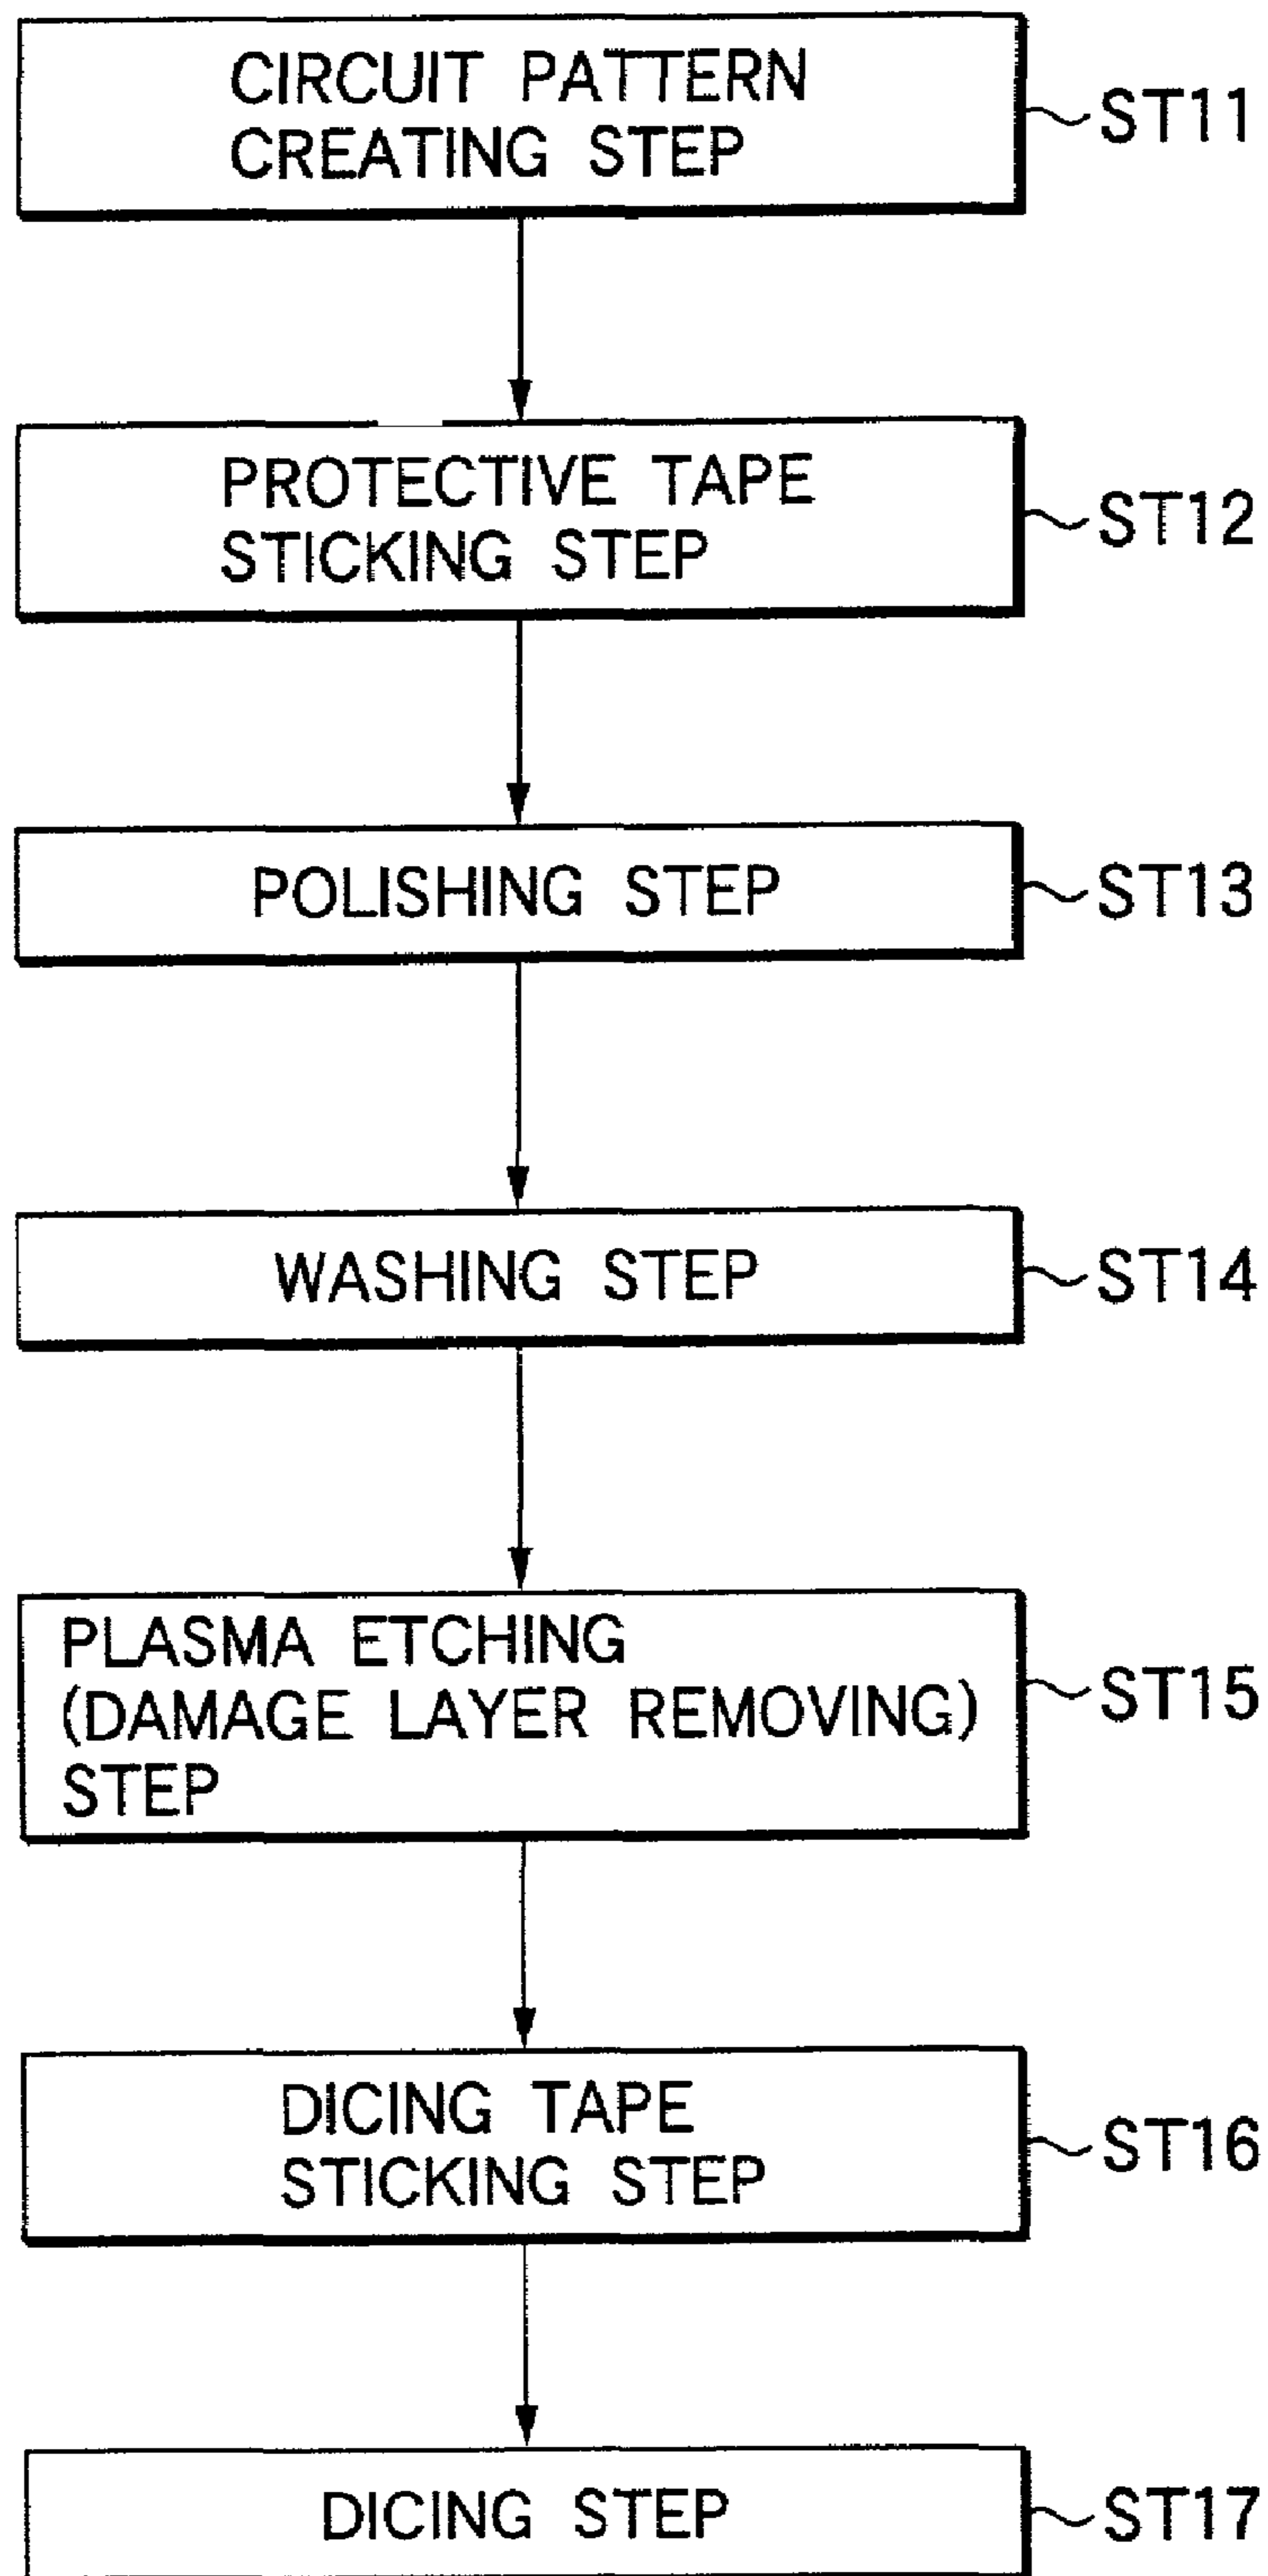 CIRCUIT PATTERN
CREATING STEP
ST11
PROTECTIVE TAPE
STICKING STEP
ST12
POLISHING STEP
ST13
WASHING STEP
ST14
PLASMA ETCHING
(DAMAGE LAYER REMOVING)
STEP
ST15
DICING TAPE
STICKING STEP
ST16
DICING STEP
ST17